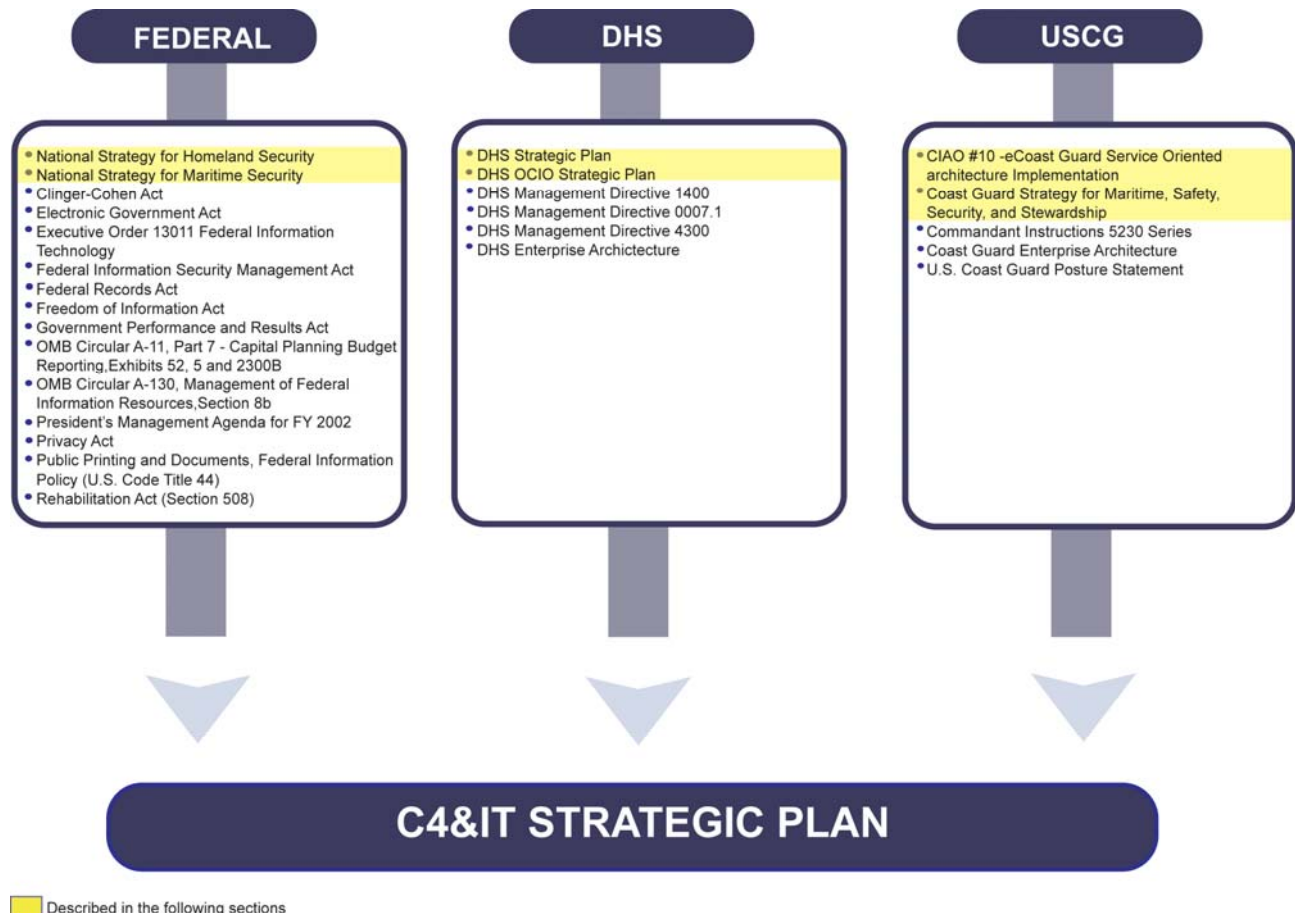 FEDERAL
DHS
USCG
• National Strategy for Homeland Security
• National Strategy for Maritime Security
• Clinger-Cohen Act
• Electronic Government Act
• Executive Order 13011 Federal Information
Technology
• Federal Information Security Management Act
• Federal Records Act
• Freedom of Information Act
• Government Performance and Results Act
• OMB Circular A-11, Part 7 - Capital Planning Budget
Reporting,Exhibits 52, 5 and 2300B
• OMB Circular A-130, Management of Federal
Information Resources,Section 8b
• President's Management Agenda for FY 2002
• Privacy Act
• Public Printing and Documents, Federal Information
Policy (U.S. Code Title 44)
• Rehabilitation Act (Section 508)
• DHS Strategic Plan
• DHS OCIO Strategic Plan
• DHS Management Directive 1400
• DHS Management Directive 0007.1
• DHS Management Directive 4300
• DHS Enterprise Archictecture
• CIAO #10 -eCoast Guard Service Oriented
architecture Implementation
• Coast Guard Strategy for Maritime, Safety,
Security, and Stewardship
• Commandant Instructions 5230 Series
• Coast Guard Enterprise Architecture
• U.S. Coast Guard Posture Statement
C4&IT STRATEGIC PLAN
Described in the following sections